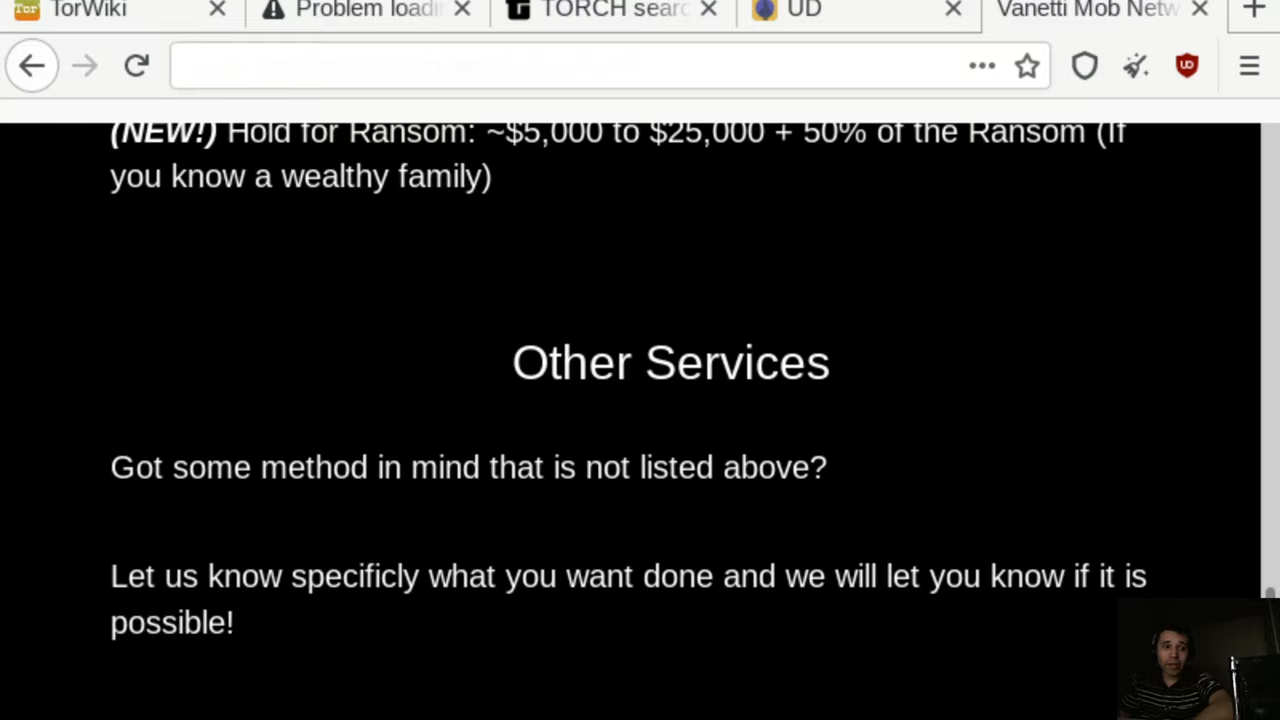 TorWiki
Problem loadin
TORCH searc
UD
Vanetti Mob Netw
(NEW!) Hold for Ransom: ~$5,000 to $25,000 + 50% of the Ransom (If
you know a wealthy family)
Other Services
Got some method in mind that is not listed above?
Let us know specificly what you want done and we will let you know if it is
possible!